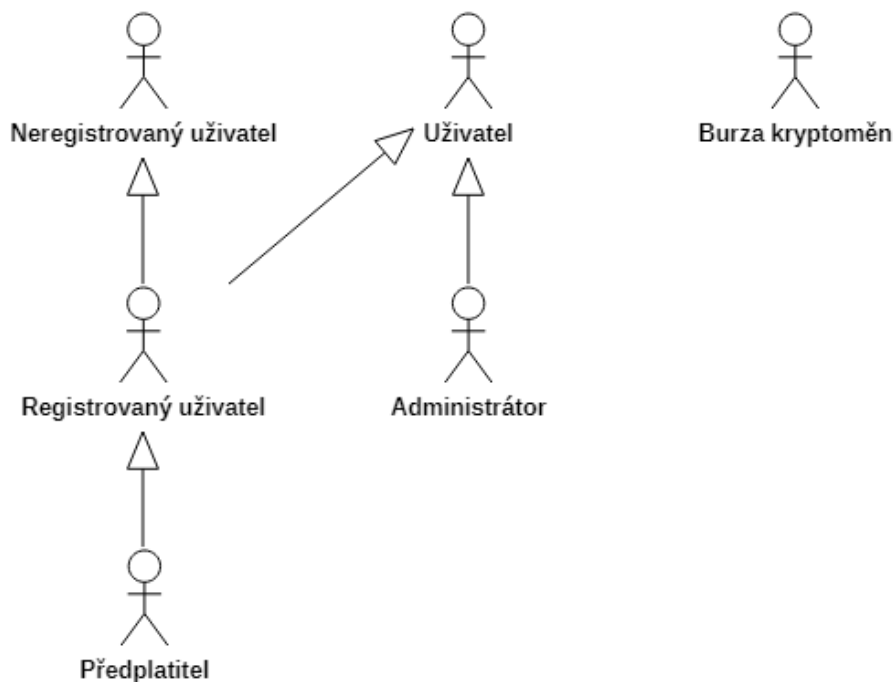 Neregistrovaný uživatel
Uživatel
Burza kryptoměn
Registrovaný uživatel
Administrátor
Předplatitel